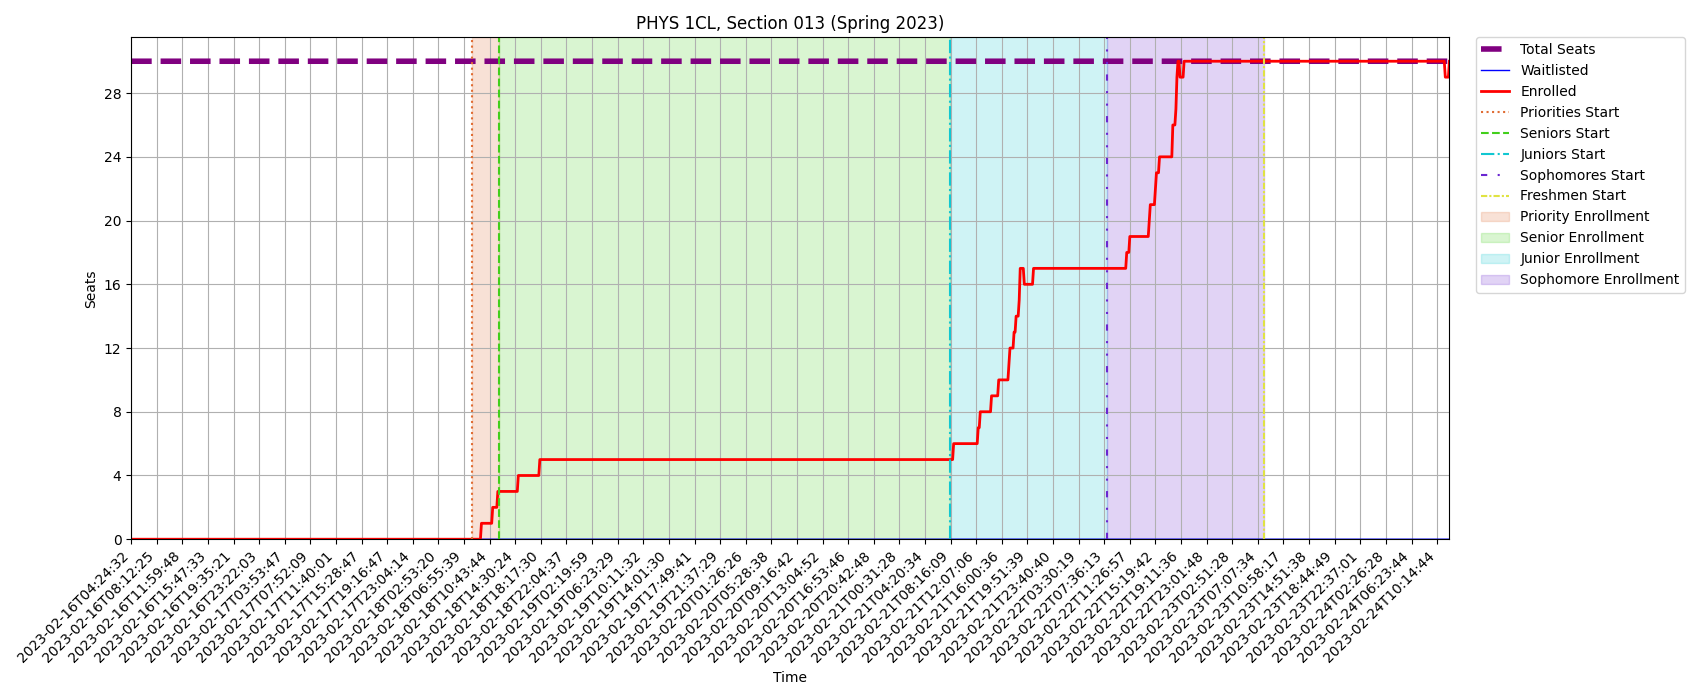 PHYS 1CL, Section 013 (Spring 2023)
Total Seats
Waitlisted
Enrolled
Priorities Start
Seniors Start
Juniors Start
Sophomores Start
Freshmen Start
Priority Enrollment
Senior Enrollment
Junior Enrollment
Sophomore Enrollment
Seats
28
24
20
16
12
8
4
0
2023-02-16T04:24:32
2023-02-16T08:12:25
2023-02-16T11:59:48
2023-02-16T15:47:33
2023-02-16T19:35:21
2023-02-16T23:22:03
2023-02-17T03:53:47
2023-02-17T07:52:09
2023-02-17T11:40:01
2023-02-17T15:28:47
2023-02-17T19:16:47
2023-02-17T23:04:14
2023-02-18T02:53:20
2023-02-18T06:55:39
2023-02-18T10:43:44
2023-02-18T14:30:24
2023-02-18T18:17:30
2023-02-18T22:04:37
2023-02-19T02:19:59
2023-02-19T06:23:29
2023-02-19T10:11:32
2023-02-19T14:01:30
2023-02-19T17:49:41
2023-02-19T21:37:29
2023-02-20T01:26:26
2023-02-20T05:28:38
2023-02-20T09:16:42
2023-02-20T13:04:52
2023-02-20T16:53:46
2023-02-20T20:42:48
2023-02-21T00:31:28
2023-02-21T04:20:34
2023-02-21T08:16:09
2023-02-21T12:07:06
2023-02-21T16:00:36
2023-02-21T19:51:39
2023-02-21T23:40:40
2023-02-22T03:30:19
2023-02-22T07:36:13
2023-02-22T11:26:57
2023-02-22T15:19:42
2023-02-22T19:11:36
2023-02-22T23:01:48
2023-02-23T02:51:28
2023-02-23T07:07:34
2023-02-23T10:58:17
2023-02-23T14:51:38
2023-02-23T18:44:49
2023-02-23T22:37:01
2023-02-24T02:26:28
2023-02-24T06:23:44
2023-02-24T10:14:44
Time